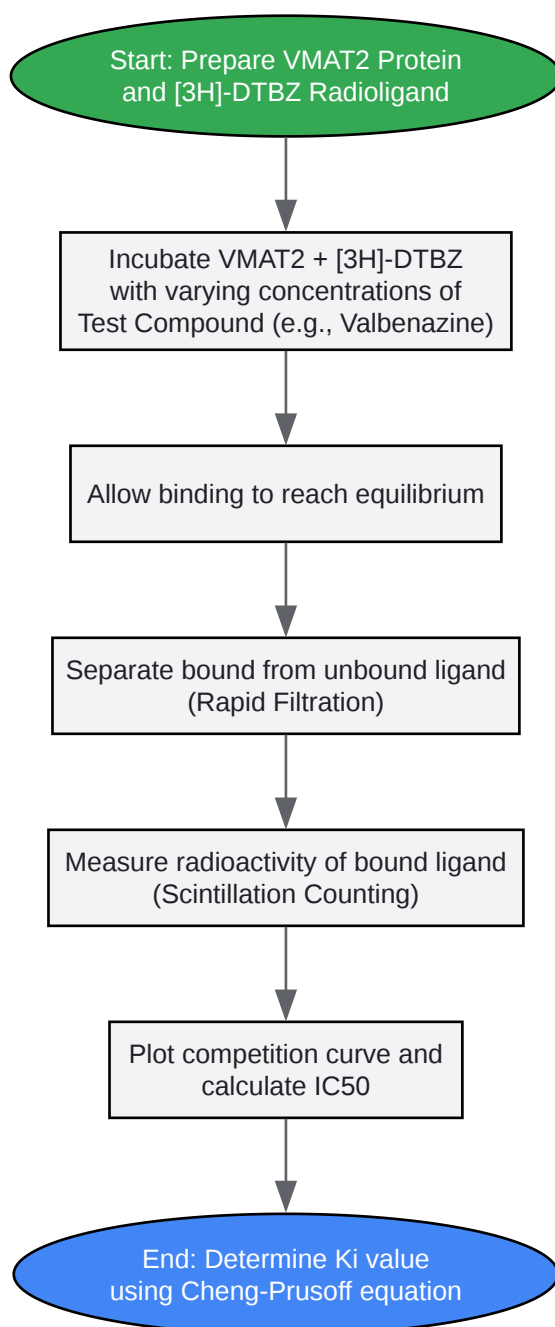 Start: Prepare VMAT2 Protein
and [3H]-DTBZ Radioligand
Incubate VMAT2 + [3H]-DTBZ
with varying concentrations of
Test Compound (e.g., Valbenazine)
Allow binding to reach equilibrium
Separate bound from unbound ligand
(Rapid Filtration)
Measure radioactivity of bound ligand
(Scintillation Counting)
Plot competition curve and
calculate IC50
End: Determine Ki value
using Cheng-Prusoff equation